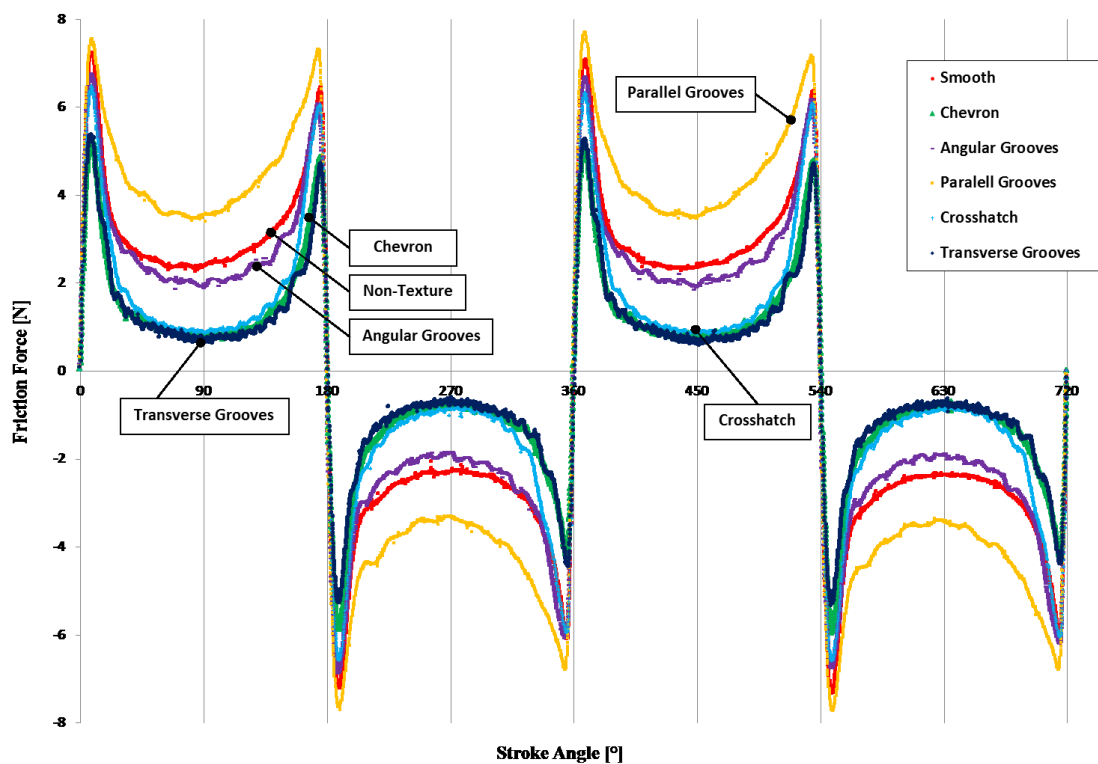 8
6
4
2
0
-2
-4
-6
-8
Friction Force [N]
0
90
180
270
360
450
540
630
720
Stroke Angle [°]
Parallel Grooves
Chevron
Non-Texture
Angular Grooves
Transverse Grooves
Crosshatch
Smooth
Chevron
Angular Grooves
Paralell Grooves
Crosshatch
Transverse Grooves